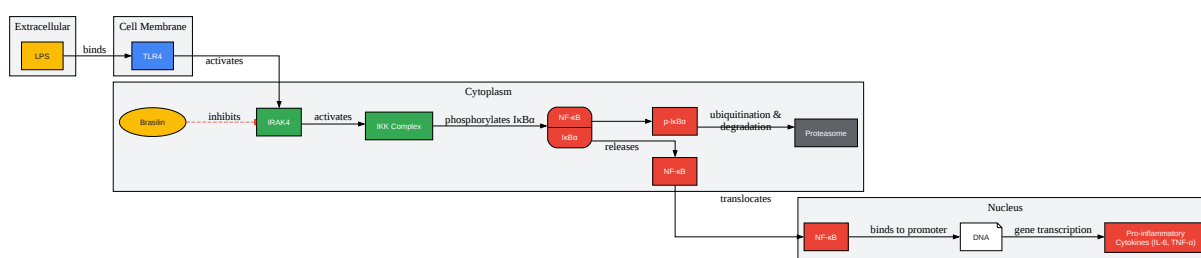 Extracellular
Cell Membrane
LPS
binds
TLR4
activates
Cytoplasm
Brasilin
inhibits
IRAK4
activates
IKK Complex
phosphorylates IκBα
NF-κB
IκBα
p-IκBα
ubiquitination &
degradation
Proteasome
releases
NF-κB
translocates
Nucleus
NF-κB
binds to promoter
DNA
gene transcription
Pro-inflammatory
Cytokines (IL-6, TNF-α)